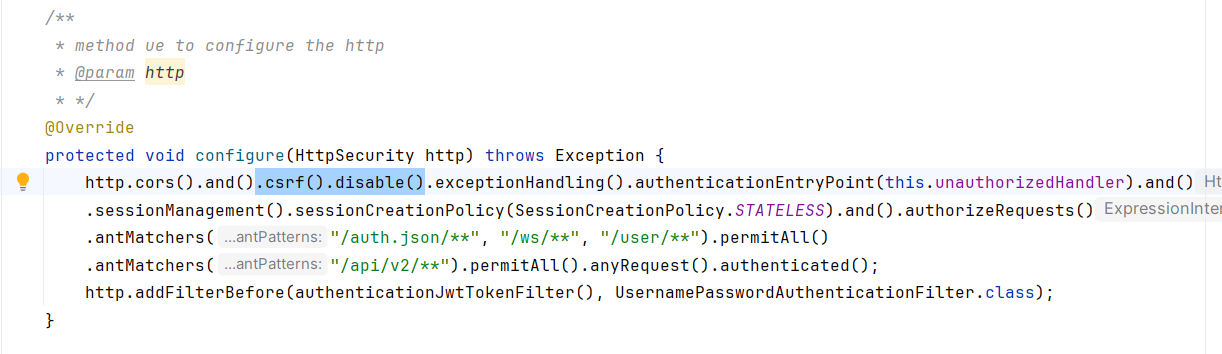 /**
* method ue to configure the http
* @param http
* */
@Override
protected void configure(HttpSecurity http) throws Exception {
http.cors().and().csrf().disable().exceptionHandling().authenticationEntryPoint(this.unauthorizedHandler).and()
.sessionManagement().sessionCreationPolicy(SessionCreationPolicy.STATELESS).and().authorizeRequests()
.antMatchers( ...antPatterns: "/auth.json/**", "/ws/**", "/user/**").permitAll()
.antMatchers( ...antPatterns: "/api/v2/**").permitAll().anyRequest().authenticated();
http.addFilterBefore(authenticationJwtTokenFilter(), UsernamePasswordAuthenticationFilter.class);
}